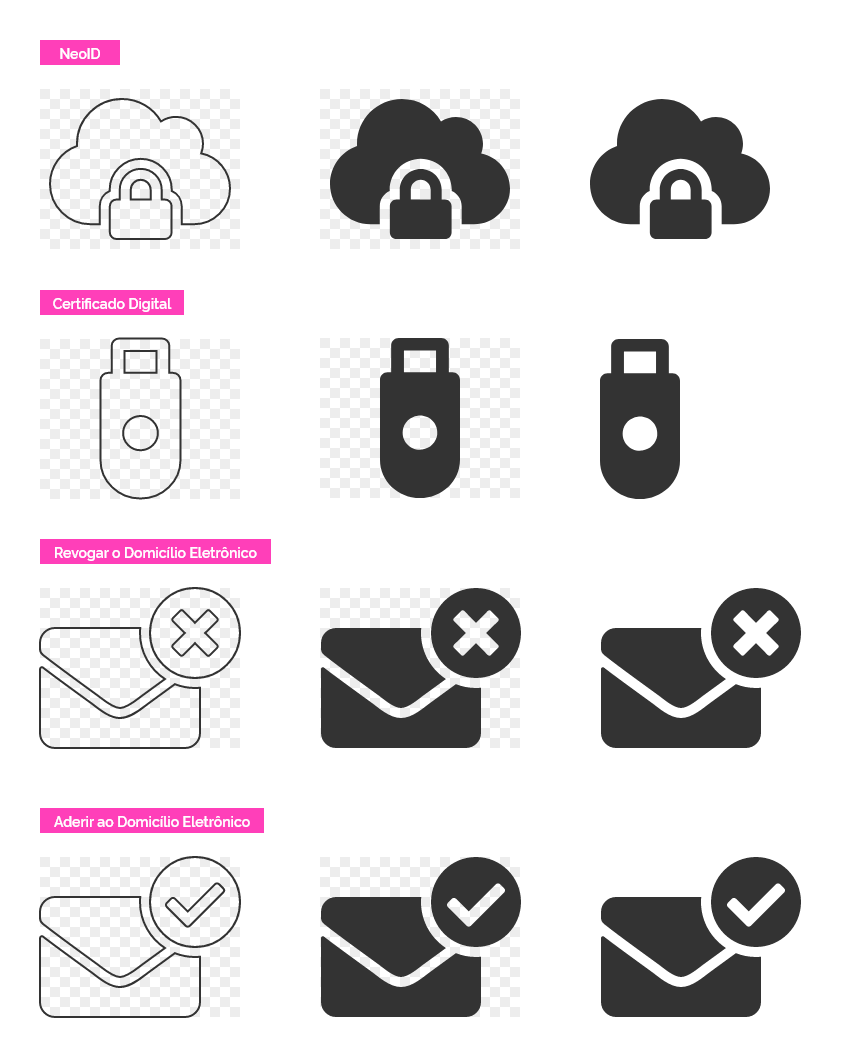 NeoID
Certificado Digital
Revogar o Domicílio Eletrônico
Aderir ao Domicílio Eletrônico